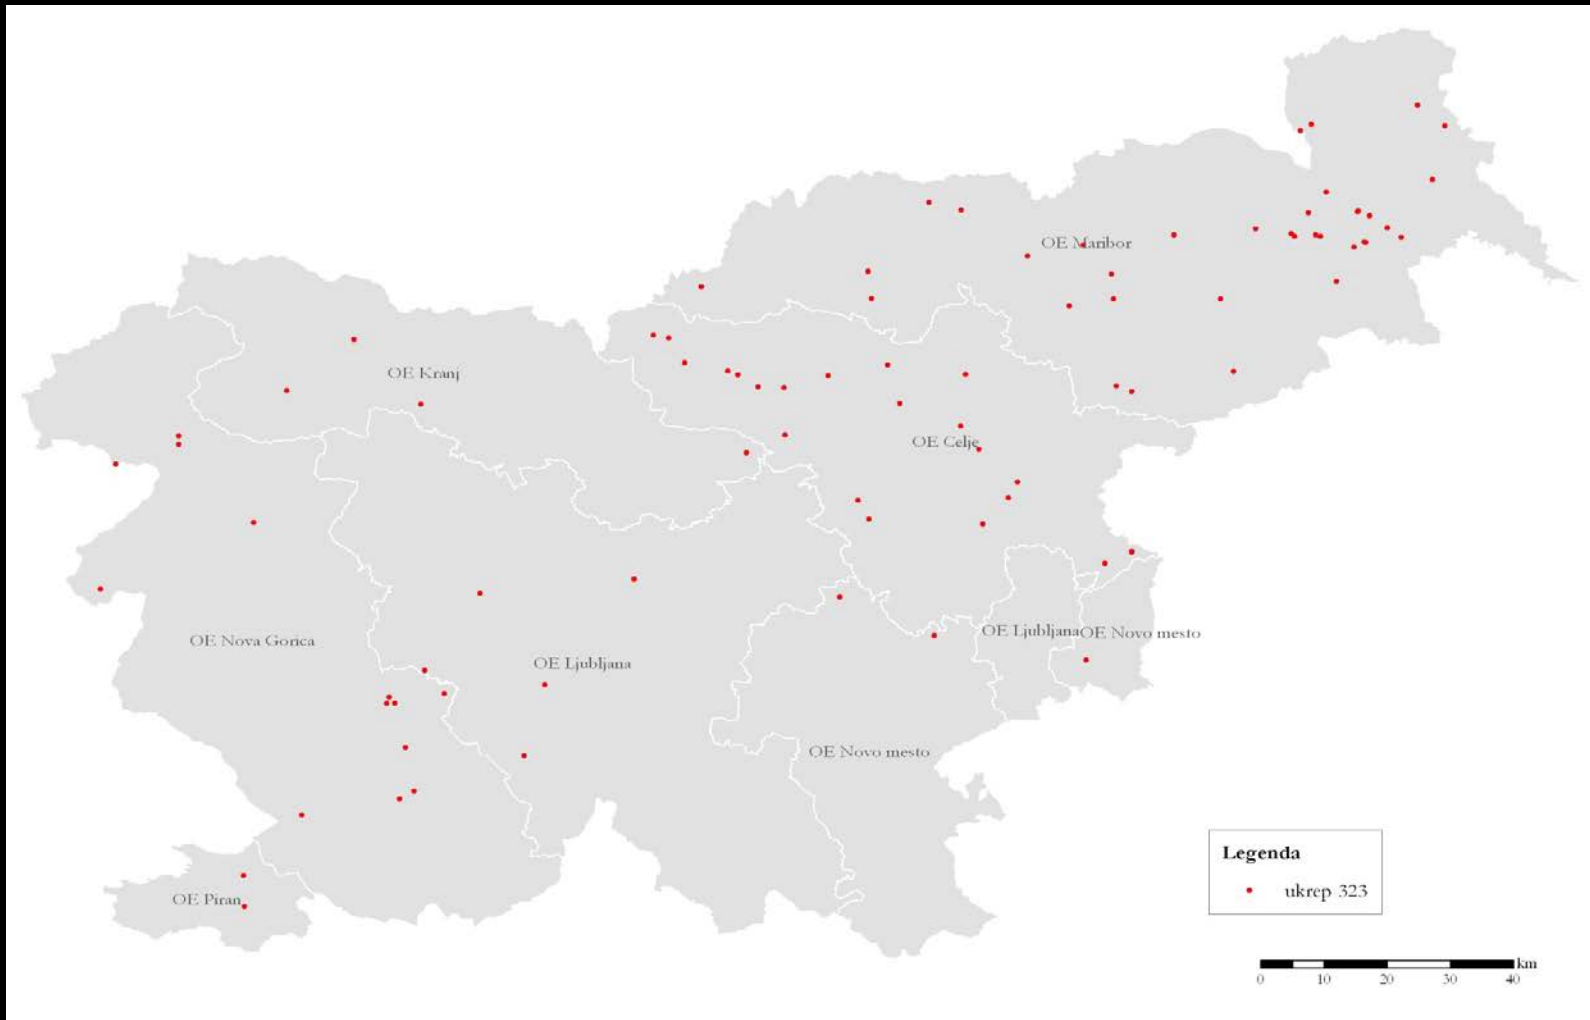 OE Maribor
OE Kranj
OE Celje
OE Nova Gorica
OE Ljubljana
OE Ljubljana
OE Novo mesto
OE Novo mesto
OE Piran
Legenda
ukrep 323
km
0 10 20 30 40